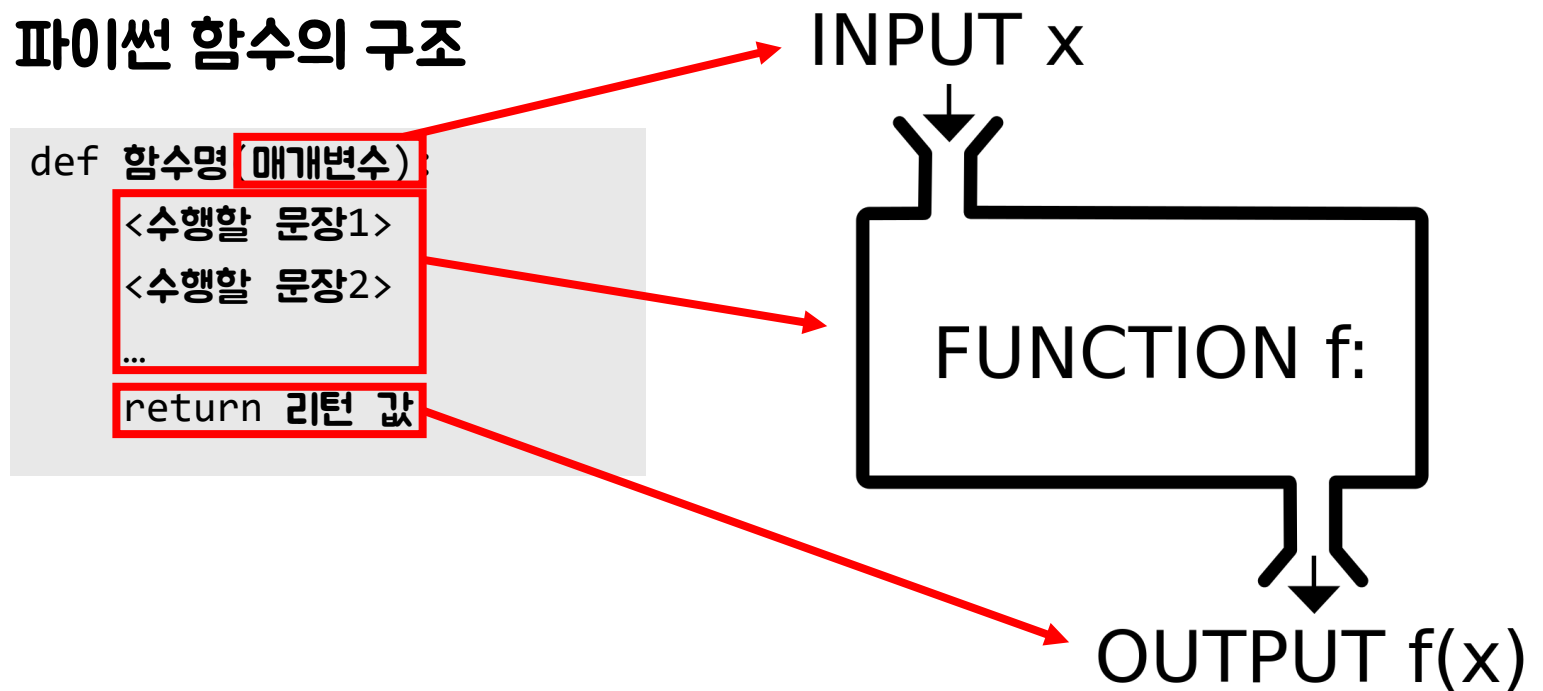 파이썬 함수의 구조
def 함수명(매개변수):
<수행할 문장1>
<수행할 문장2>
…
return 리턴 값
INPUT x
FUNCTION f:
OUTPUT f(x)